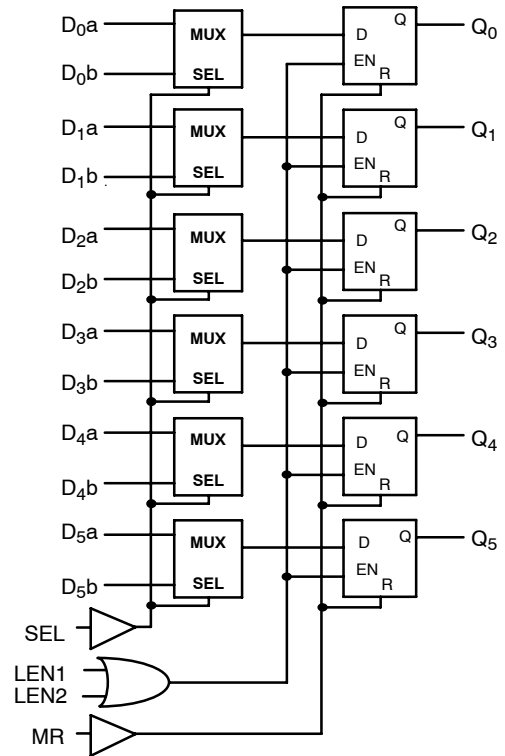 D0a MUX D Q Q0
D0b SEL EN R
D1a MUX D Q Q1
D1b SEL EN R
D2a MUX D Q Q2
D2b SEL EN R
D3a MUX D Q Q3
D3b SEL EN R
D4a MUX D Q Q4
D4b SEL EN R
D5a MUX D Q Q5
D5b SEL EN R
SEL
LEN1
LEN2
MR